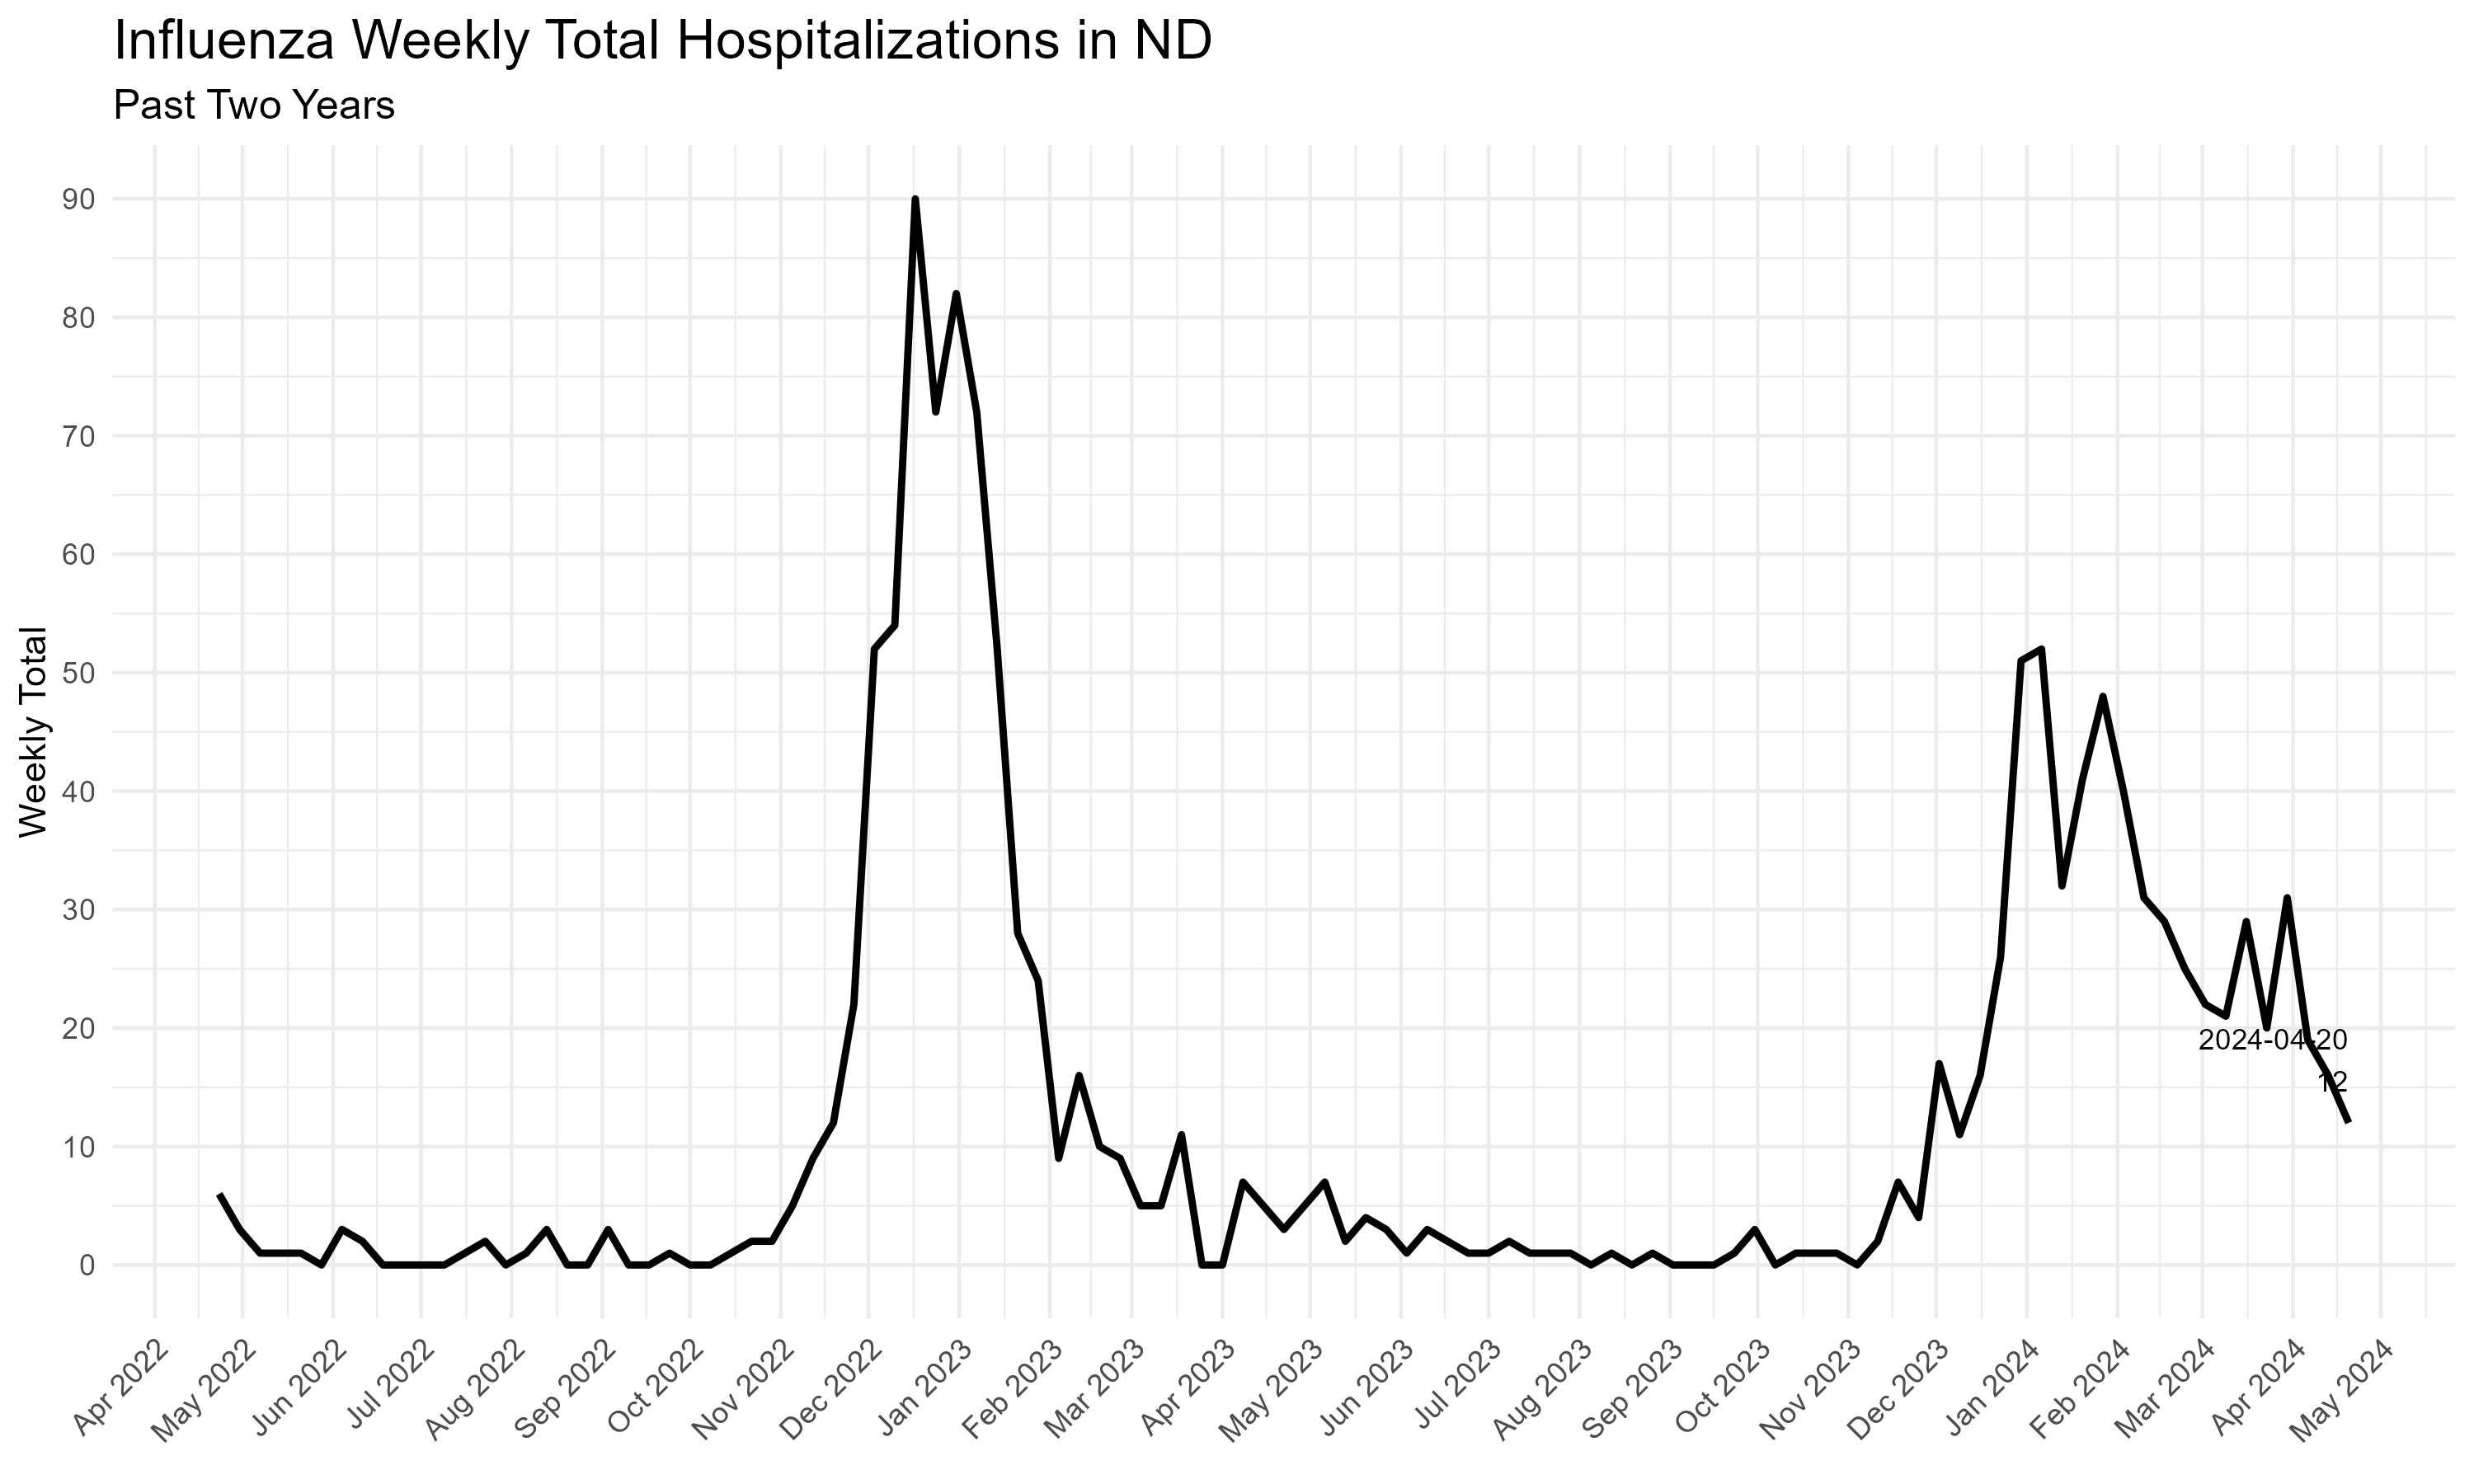 Influenza Weekly Total Hospitalizations in ND
Past Two Years
Weekly Total
90
80
70
60
50
40
30
20
10
0
2024-04-20
12
Apr 2022
May 2022
Jun 2022
Jul 2022
Aug 2022
Sep 2022
Oct 2022
Nov 2022
Dec 2022
Jan 2023
Feb 2023
Mar 2023
Apr 2023
May 2023
Jun 2023
Jul 2023
Aug 2023
Sep 2023
Oct 2023
Nov 2023
Dec 2023
Jan 2024
Feb 2024
Mar 2024
Apr 2024
May 2024